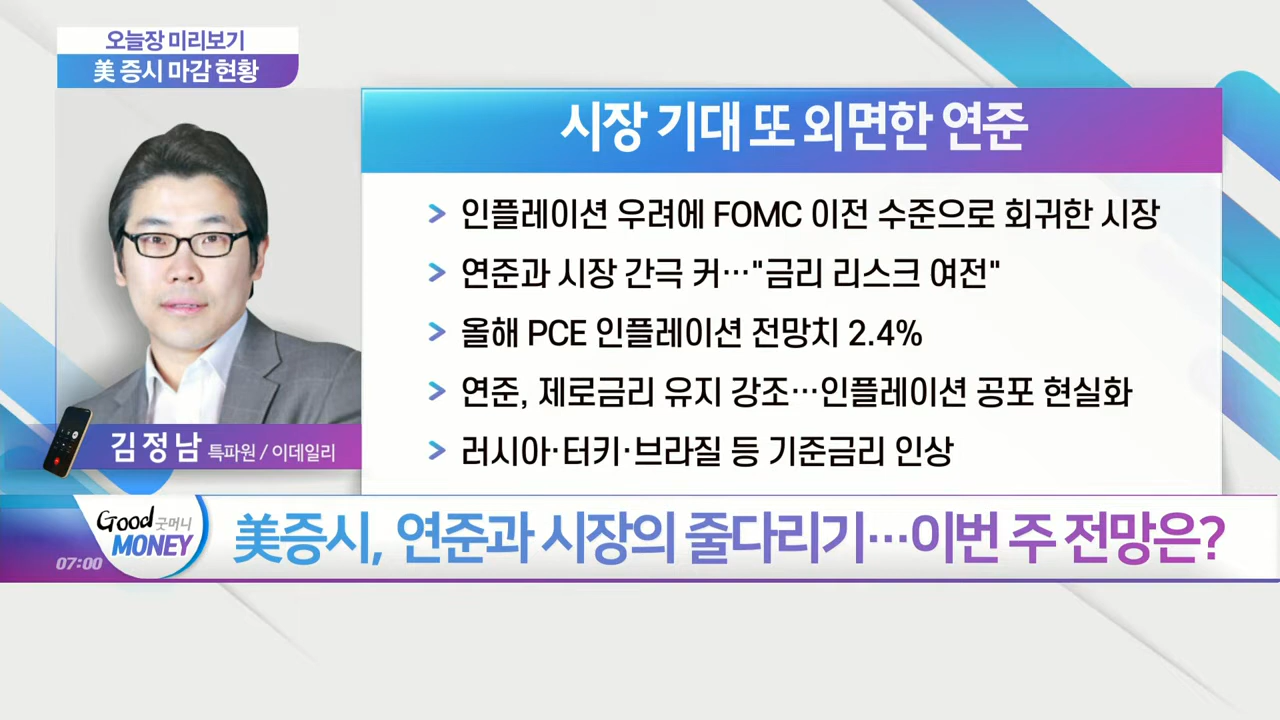 오늘장 미리보기
美 증시 마감 현황
시장 기대 또 외면한 연준
> 인플레이션 우려에 FOMC 이전 수준으로 회귀한 시장
> 연준과 시장 간극 커…"금리 리스크 여전"
> 올해 PCE 인플레이션 전망치 2.4%
> 연준, 제로금리 유지 강조…인플레이션 공포 현실화
> 러시아·터키·브라질 등 기준금리 인상
김정남 특파원 / 이데일리
Good 굿머니
MONEY
07:00
美증시, 연준과 시장의 줄다리기…이번 주 전망은?